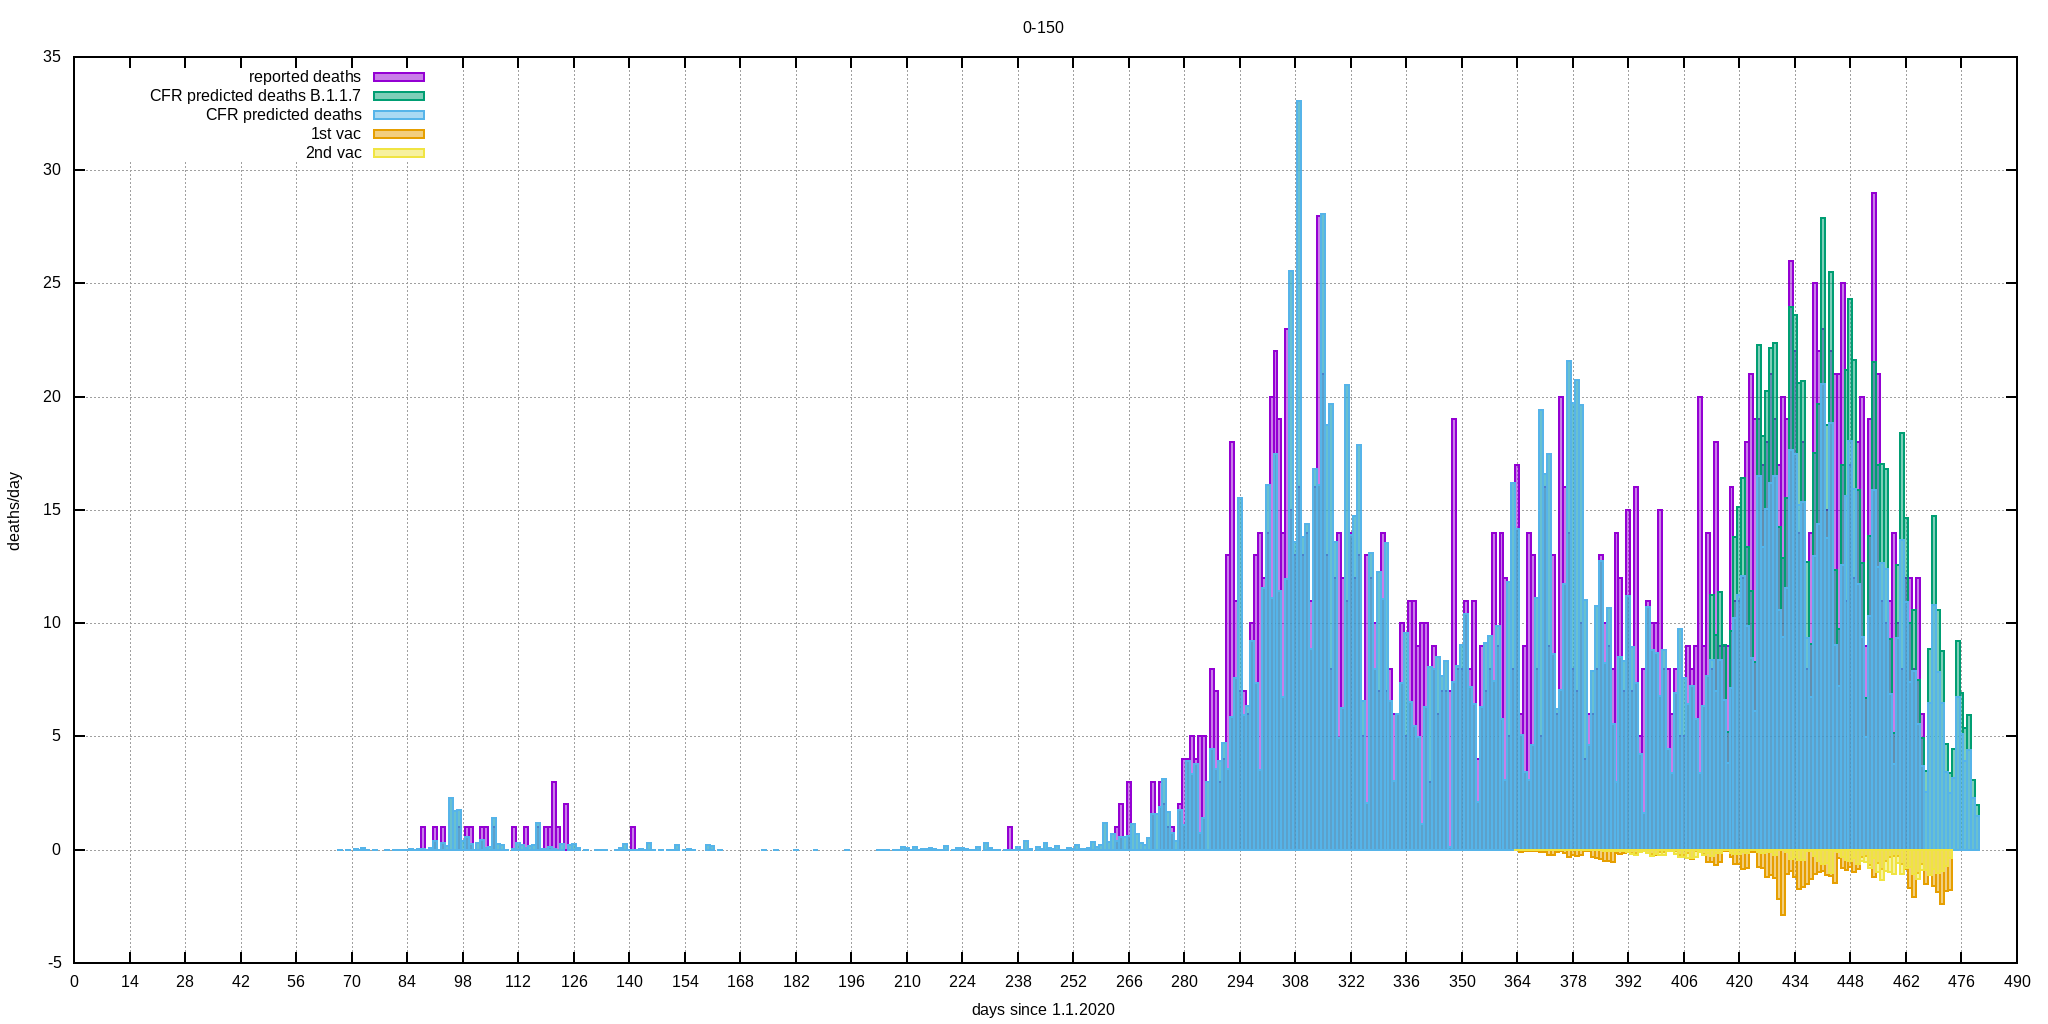 0-150
35
30
25
20
15
10
5
0
-5
deaths/day
reported deaths
CFR predicted deaths B.1.1.7
CFR predicted deaths
1st vac
2nd vac
0 14 28 42 56 70 84 98 112 126 140 154 168 182 196 210 224 238 252 266 280 294 308 322 336 350 364 378 392 406 420 434 448 462 476 490
days since 1.1.2020